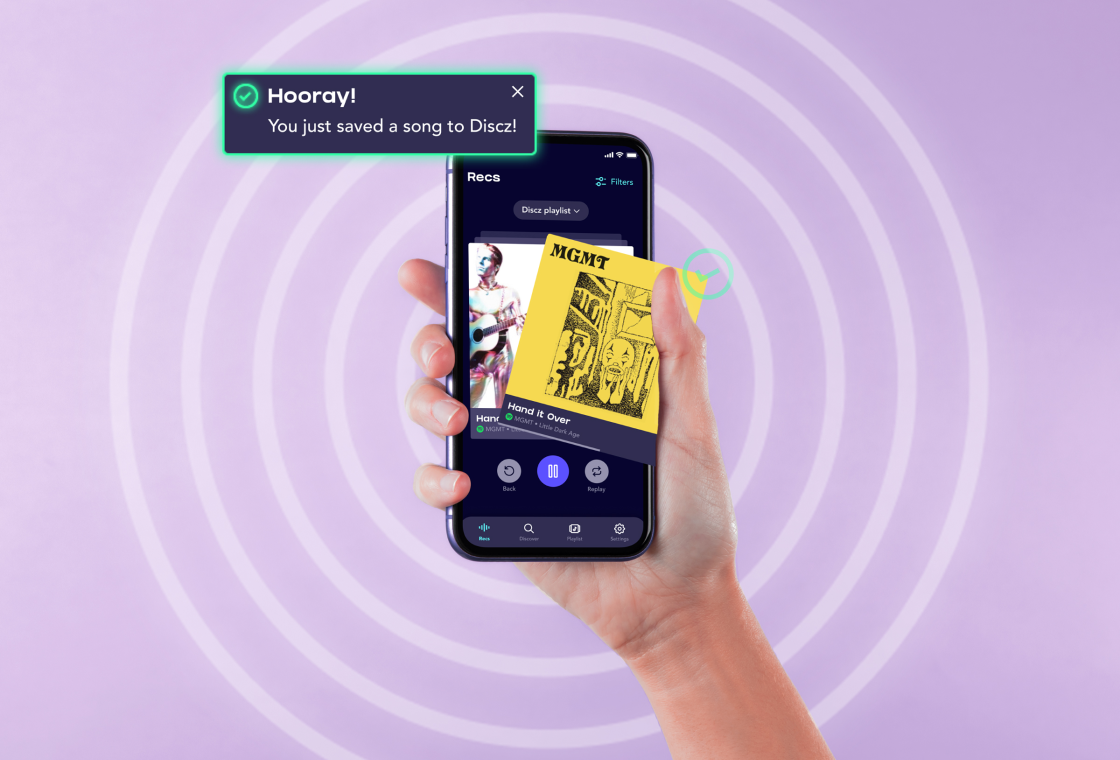 Hooray!
You just saved a song to Discz!
Recs
Filters
Discz playlist
MGMT
Hand it Over
MGMT • Little Dark Age
Hand
MGMT •
Back
Replay
Recs
Discover
Playlist
Settings